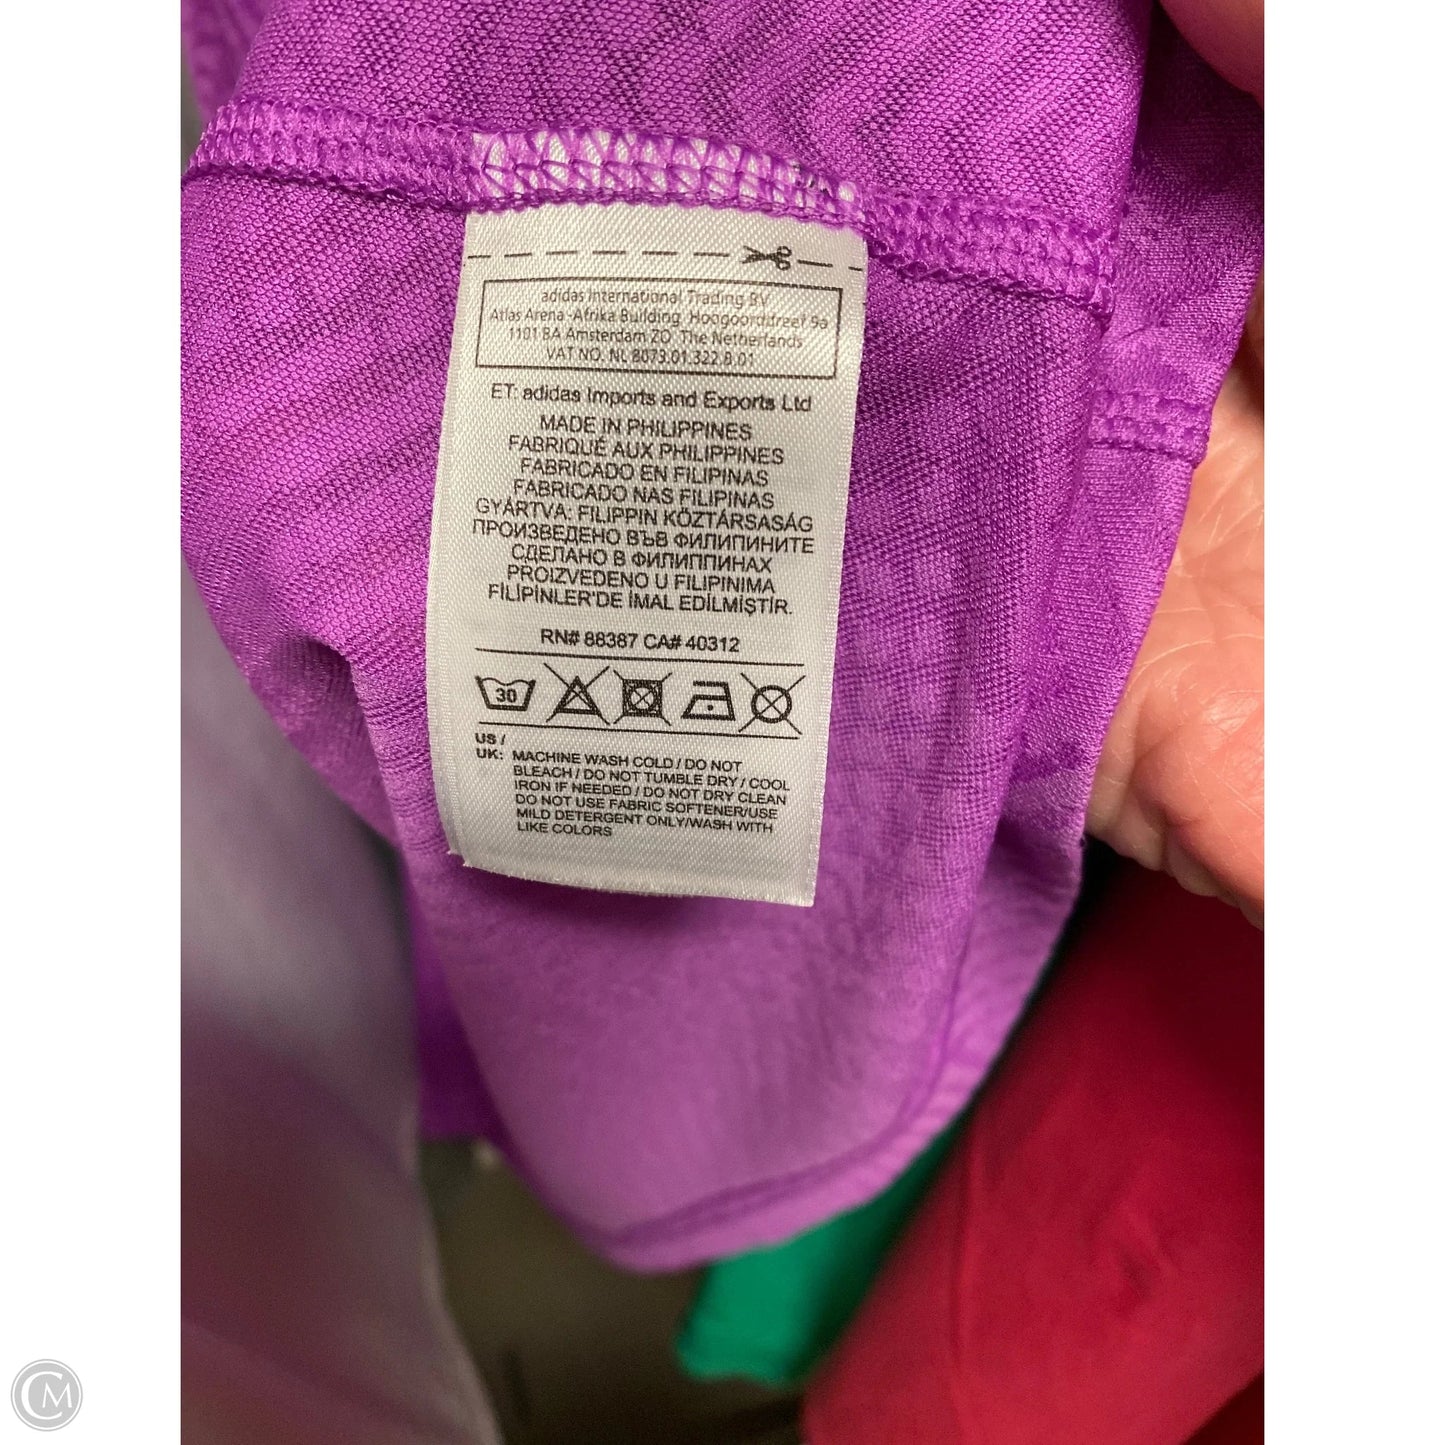 adidas International Trading BV
Atlas Arena -Afrika Building, Hoogoorddreef 9a
1101 BA Amsterdam ZO The Netherlands
VAT NO. NL 8073.01.322.B.01
ET: adidas Imports and Exports Ltd
MADE IN PHILIPPINES
FABRIQUÉ AUX PHILIPPINES
FABRICADO EN FILIPINAS
FABRICADO NAS FILIPINAS
GYÁRTVA: FILIPPIN KÖZTÁRSASÁG
ПРОИЗВЕДЕНО ВЪВ ФИЛИПИНИТЕ
СДЕЛАНО В ФИЛИППИНАХ
PROIZVEDENO U FILIPINIMA
FİLİPİNLER'DE İMAL EDİLMİŞTİR.
RN# 88387 CA# 40312
30
US /
UK: MACHINE WASH COLD / DO NOT
BLEACH / DO NOT TUMBLE DRY / COOL
IRON IF NEEDED / DO NOT DRY CLEAN
DO NOT USE FABRIC SOFTENER/USE
MILD DETERGENT ONLY/WASH WITH
LIKE COLORS
CM